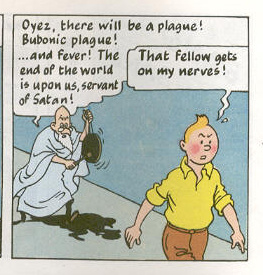 Oyez, there will be a plague!
Bubonic plague!
...and fever! The
end of the world
is upon us, servant
of Satan!
That fellow gets
on my nerves!